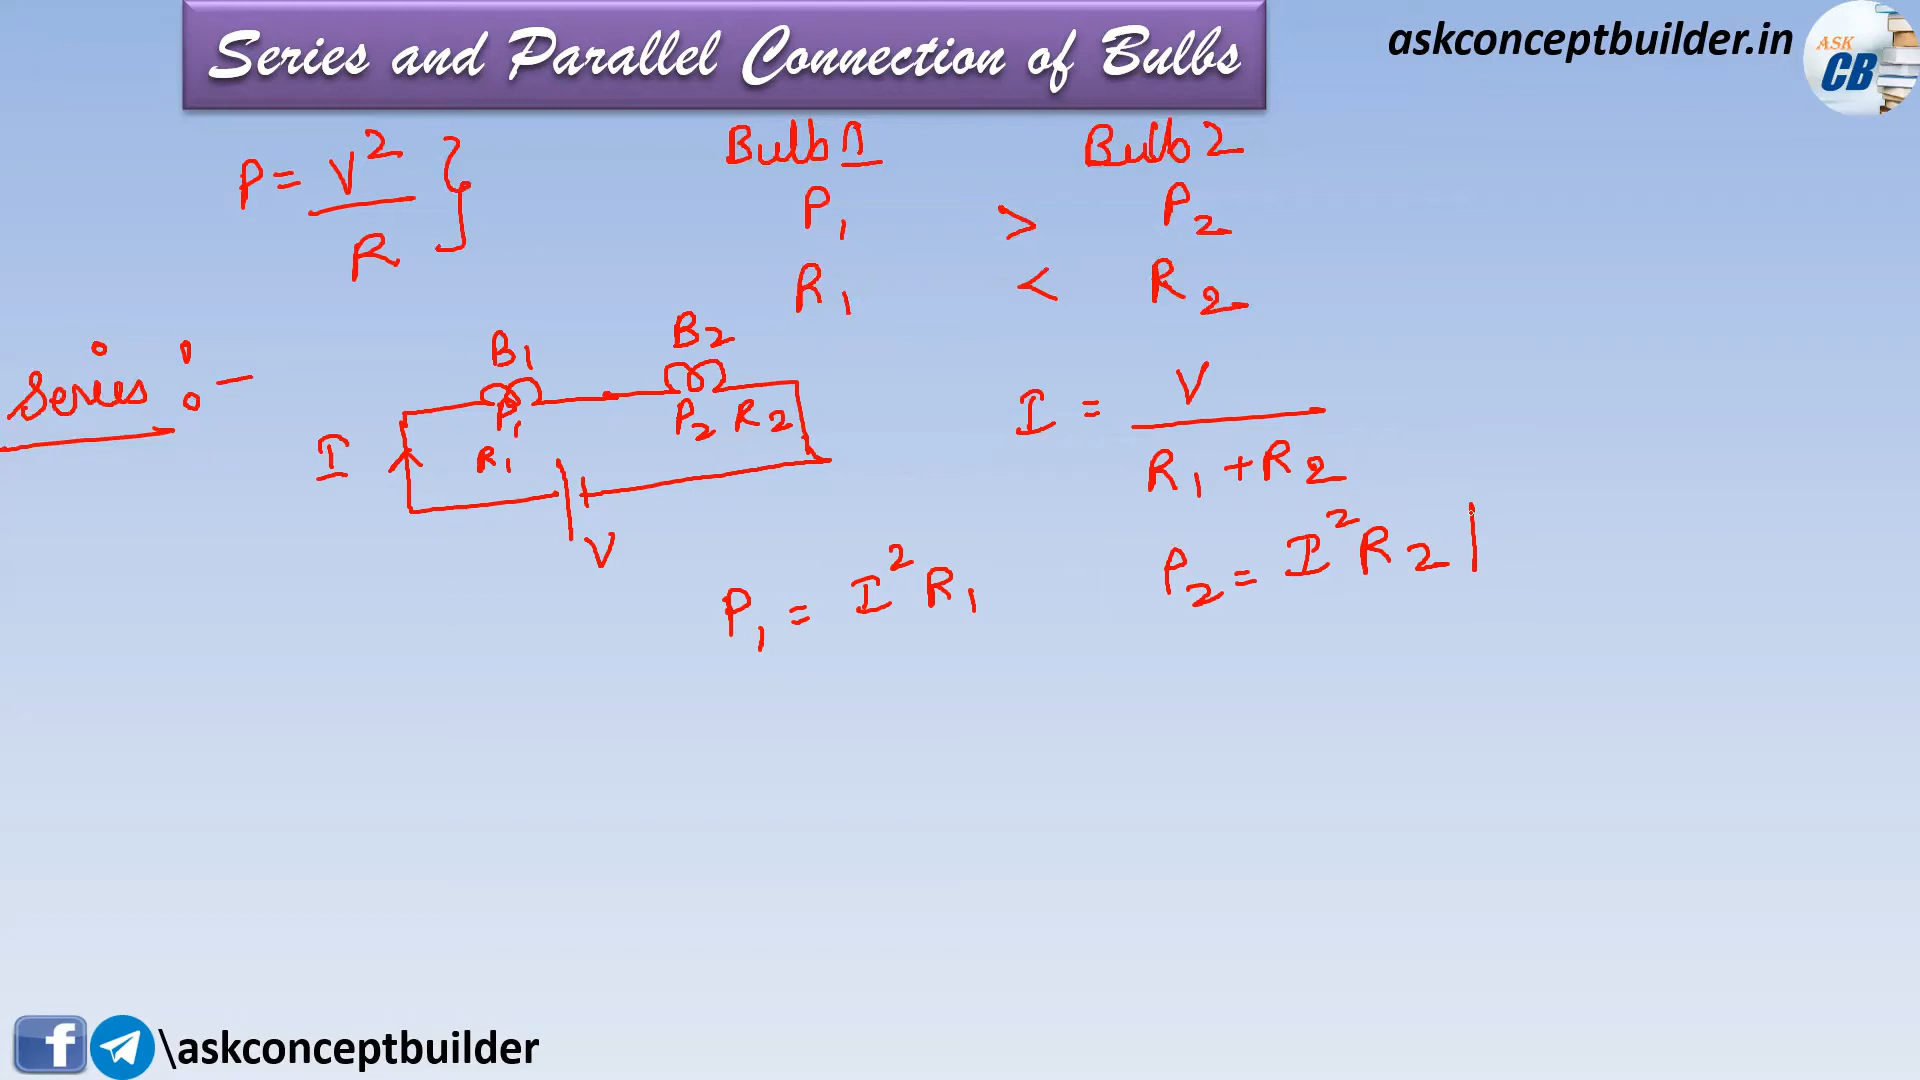 Series and Parallel Connection of Bulbs
askconceptbuilder.in
ASK
CB
P = V²/R }
Bulb 1 Bulb 2
P₁ > P₂
R₁ < R₂
Series :-
B₁ B₂
P₁ P₂ R₂
R₁
I
V
I = V/(R₁ + R₂)
P₁ = I²R₁ P₂ = I²R₂ |
\askconceptbuilder